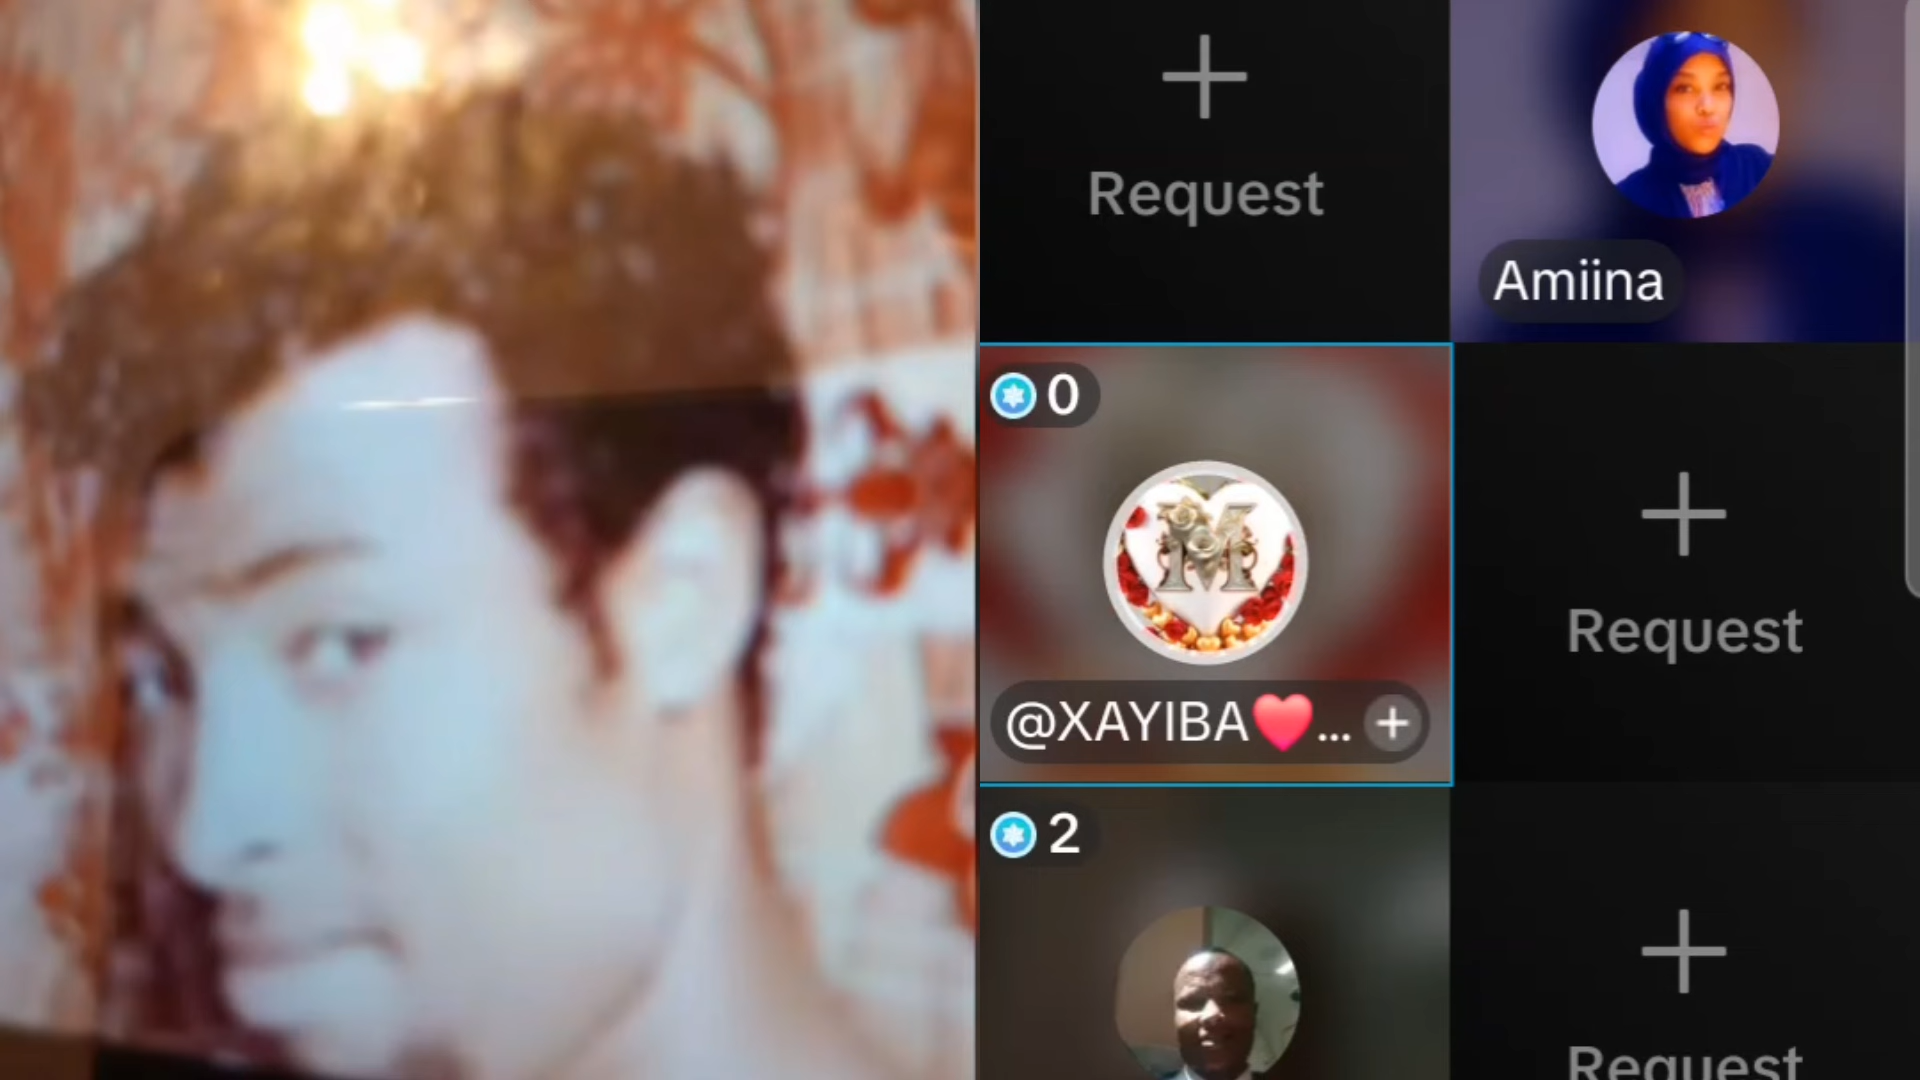 Request
Amiina
0
M
@XAYIBA❤️...
Request
2
Request